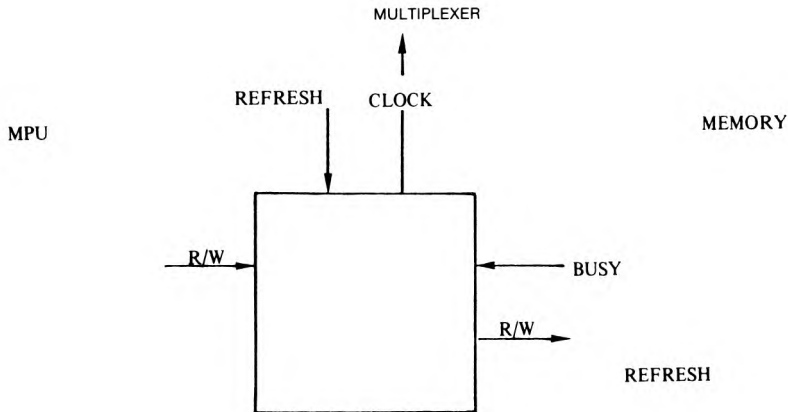 MULTIPLEXER
REFRESH
CLOCK
MPU
MEMORY
R/W
BUSY
R/W
REFRESH